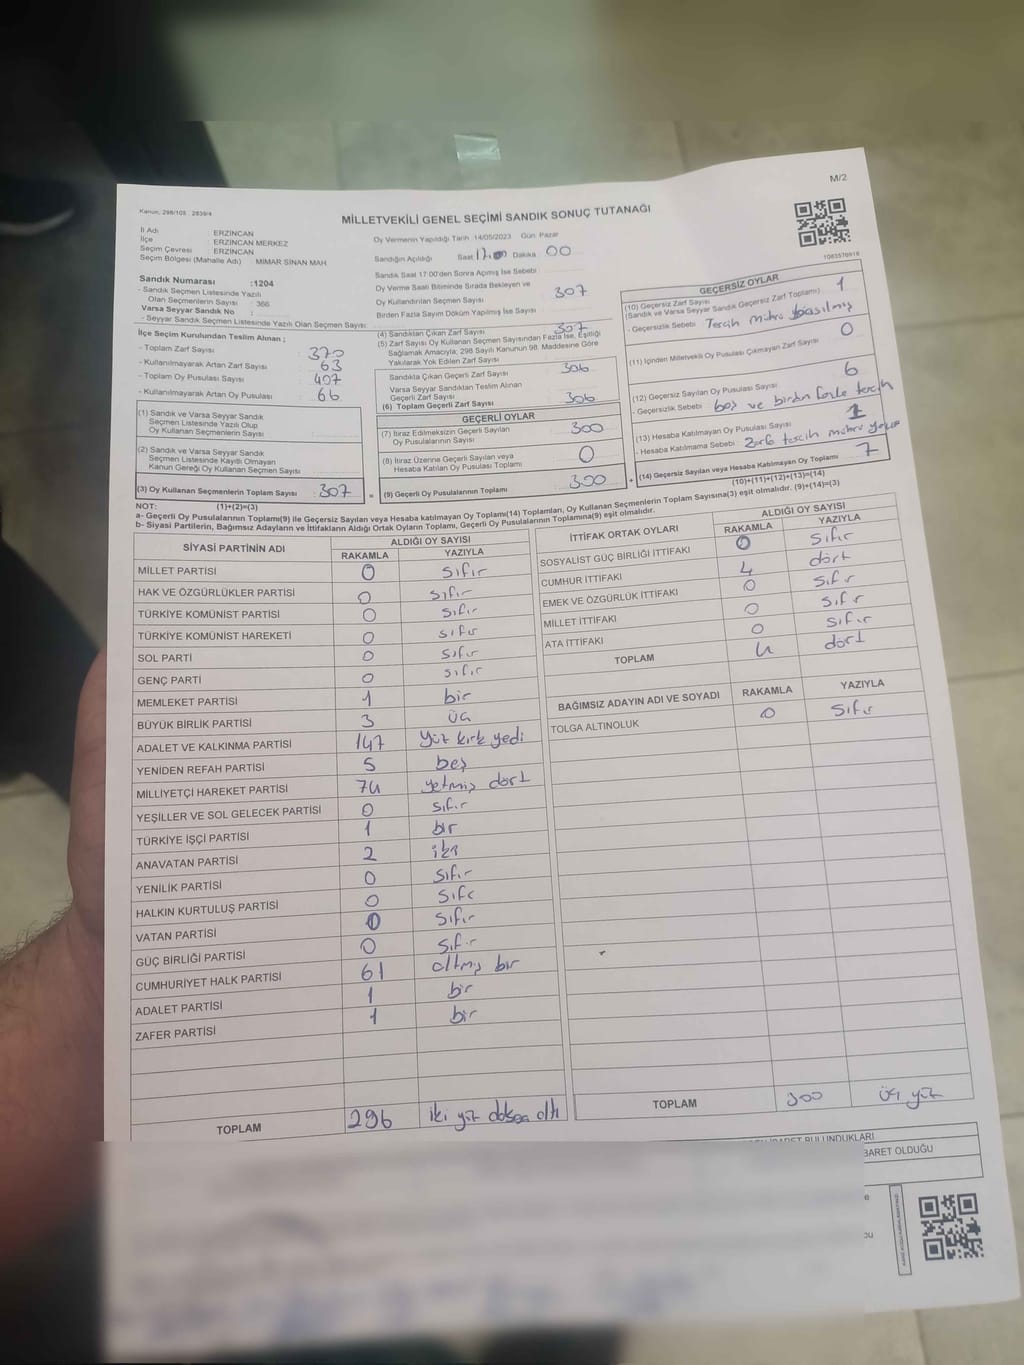 M/2
Kanun, 298/105 , 2839/4
MİLLETVEKİLİ GENEL SEÇİMİ SANDIK SONUÇ TUTANAĞI
İl Adı : ERZİNCAN
İlçe : ERZİNCAN MERKEZ
Seçim Çevresi : ERZİNCAN
Seçim Bölgesi (Mahalle Adı) MİMAR SİNAN MAH.
Sandık Numarası :1204
- Sandık Seçmen Listesinde Yazılı
Olan Seçmenlerin Sayısı : 366
Varsa Seyyar Sandık No :
- Seyyar Sandık Seçmen Listesinde Yazılı Olan Seçmen Sayısı:
Oy Vermenin Yapıldığı Tarih :14/05/2023 Gün: Pazar
Sandığın Açıldığı Saat 17:00 Dakika 00
Sandık Saat 17:00'den Sonra Açılmış İse Sebebi
Oy Verme Saati Bitiminde Sırada Bekleyen ve
Oy Kullandırılan Seçmen Sayısı 307
Birden Fazla Sayım Döküm Yapılmış İse Sayısı
1083576918
İlçe Seçim Kurulundan Teslim Alınan ;
- Toplam Zarf Sayısı : 370
- Kullanılmayarak Artan Zarf Sayısı : 63
- Toplam Oy Pusulası Sayısı : 407
- Kullanılmayarak Artan Oy Pusulası : 66
(1) Sandık ve Varsa Seyyar Sandık
Seçmen Listesinde Yazılı Olup
Oy Kullanan Seçmenlerin Sayısı
(2) Sandık ve Varsa Seyyar Sandık
Seçmen Listesinde Kaydı Olmayan
Kanun Gereği Oy Kullanan Seçmen Sayısı
(3) Oy Kullanan Seçmenlerin Toplam Sayısı : 307
(1)+(2)=(3)
(4) Sandıktan Çıkan Zarf Sayısı 307
(5) Zarf Sayısı Oy Kullanan Seçmen Sayısından Fazla İse, Eşitliği
Sağlamak Amacıyla; 298 Sayılı Kanunun 98. Maddesine Göre
Yakılarak Yok Edilen Zarf Sayısı
Sandıkta Çıkan Geçerli Zarf Sayısı 306
Varsa Seyyar Sandıktan Teslim Alınan
Geçerli Zarf Sayısı
(6) Toplam Geçerli Zarf Sayısı 306
GEÇERLİ OYLAR
(7) İtiraz Edilmeksizin Geçerli Sayılan
Oy Pusulalarının Sayısı 300
(8) İtiraz Üzerine Geçerli Sayılan veya
Hesaba Katılan Oy Pusulası Toplamı 0
= (9) Geçerli Oy Pusulalarının Toplamı 300
GEÇERSİZ OYLAR
(10) Geçersiz Zarf Sayısı
(Sandık ve Varsa Seyyar Sandık Geçersiz Zarf Toplamı) 1
- Geçersizlik Sebebi: Tercih mührü basılmış
(11) İçinden Milletvekili Oy Pusulası Çıkmayan Zarf Sayısı 0
(12) Geçersiz Sayılan Oy Pusulası Sayısı 6
- Geçersizlik Sebebi: boş ve birden fazla tercih
(13) Hesaba Katılmayan Oy Pusulası Sayısı 1
- Hesaba Katılmama Sebebi : Zarfa tercih mührü
+ (14) Geçersiz Sayılan veya Hesaba Katılmayan Oy Toplamı 7
(10)+(11)+(12)+(13)=(14)
NOT:
a- Geçerli Oy Pusulalarının Toplamı(9) ile Geçersiz Sayılan veya Hesaba katılmayan Oy Toplamı(14) Toplamları, Oy Kullanan Seçmenlerin Toplam Sayısına(3) eşit olmalıdır. (9)+(14)=(3)
b- Siyasi Partilerin, Bağımsız Adayların ve İttifakların Aldığı Ortak Oyların Toplamı, Geçerli Oy Pusulalarının Toplamına(9) eşit olmalıdır.
SİYASİ PARTİNİN ADI ALDIĞI OY SAYISI
RAKAMLA YAZIYLA
MİLLET PARTİSİ 0 sıfır
HAK VE ÖZGÜRLÜKLER PARTİSİ 0 sıfır
TÜRKİYE KOMÜNİST PARTİSİ 0 sıfır
TÜRKİYE KOMÜNİST HAREKETİ 0 sıfır
SOL PARTİ 0 sıfır
GENÇ PARTİ 0 sıfır
MEMLEKET PARTİSİ 1 bir
BÜYÜK BİRLİK PARTİSİ 3 üç
ADALET VE KALKINMA PARTİSİ 147 yüz kırk yedi
YENİDEN REFAH PARTİSİ 5 beş
MİLLİYETÇİ HAREKET PARTİSİ 74 yetmiş dört
YEŞİLLER VE SOL GELECEK PARTİSİ 0 sıfır
TÜRKİYE İŞÇİ PARTİSİ 1 bir
ANAVATAN PARTİSİ 2 iki
YENİLİK PARTİSİ 0 sıfır
HALKIN KURTULUŞ PARTİSİ 0 sıfır
VATAN PARTİSİ 0 sıfır
GÜÇ BİRLİĞİ PARTİSİ 0 sıfır
CUMHURİYET HALK PARTİSİ 61 altmış bir
ADALET PARTİSİ 1 bir
ZAFER PARTİSİ 1 bir
TOPLAM 296 iki yüz doksan altı
İTTİFAK ORTAK OYLARI ALDIĞI OY SAYISI
RAKAMLA YAZIYLA
SOSYALİST GÜÇ BİRLİĞİ İTTİFAKI 0 sıfır
CUMHUR İTTİFAKI 4 dört
EMEK VE ÖZGÜRLÜK İTTİFAKI 0 sıfır
MİLLET İTTİFAKI 0 sıfır
ATA İTTİFAKI 0 sıfır
TOPLAM 4 dört
BAĞIMSIZ ADAYIN ADI VE SOYADI RAKAMLA YAZIYLA
TOLGA ALTINOLUK 0 sıfır
TOPLAM 300 üç yüz
BULUNDUKLARI
BARET OLDUĞU